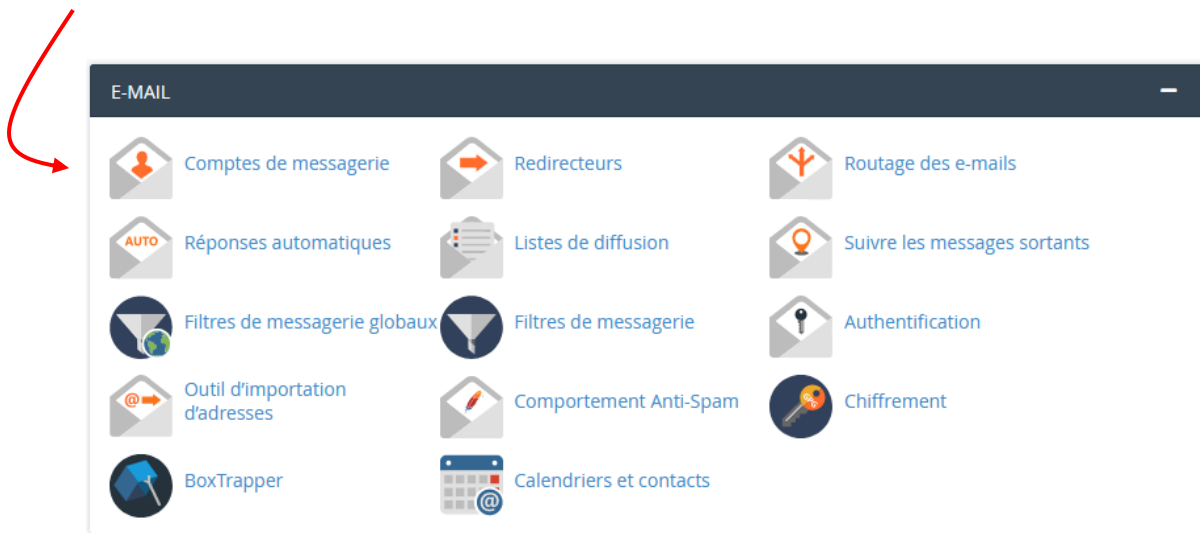 E-MAIL
Comptes de messagerie
Redirecteurs
Routage des e-mails
AUTO
Réponses automatiques
Listes de diffusion
Suivre les messages sortants
Filtres de messagerie globaux
Filtres de messagerie
Authentification
@
Outil d'importation
d'adresses
Comportement Anti-Spam
GPG
Chiffrement
BoxTrapper
@
Calendriers et contacts